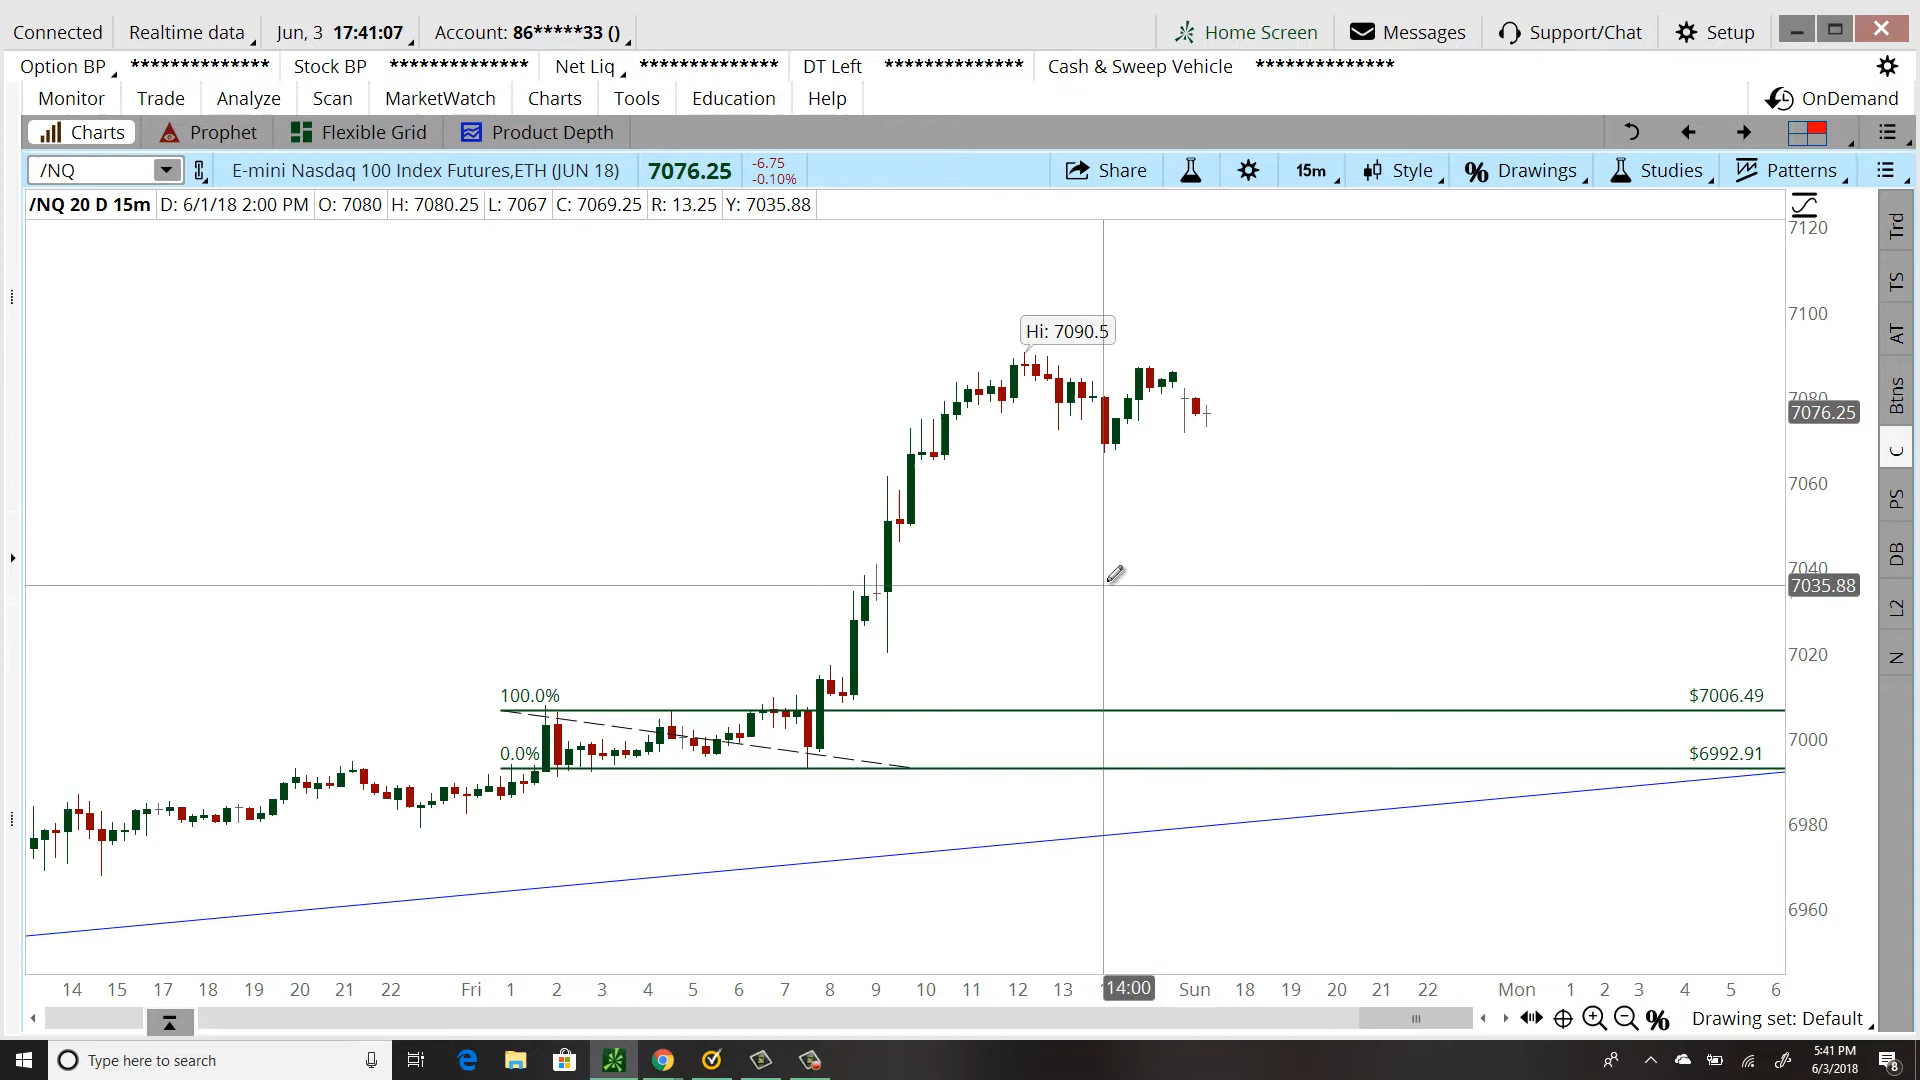 Connected Realtime data Jun, 3 17:41:07 Account: 86*****33 () Home Screen Messages Support/Chat Setup
Option BP ************** Stock BP ************** Net Liq ************** DT Left ************** Cash & Sweep Vehicle **************
Monitor Trade Analyze Scan MarketWatch Charts Tools Education Help OnDemand
Charts Prophet Flexible Grid Product Depth
/NQ E-mini Nasdaq 100 Index Futures,ETH (JUN 18) 7076.25 -6.75 -0.10% Share 15m Style Drawings Studies Patterns
/NQ 20 D 15m D: 6/1/18 2:00 PM O: 7080 H: 7080.25 L: 7067 C: 7069.25 R: 13.25 Y: 7035.88
7120
7100
Hi: 7090.5
7080
7076.25
7060
7040
7035.88
7020
100.0% $7006.49
7000
0.0% $6992.91
6980
6960
Trd
TS
AT
Btns
C
PS
DB
L2
N
14 15 17 18 19 20 21 22 Fri 1 2 3 4 5 6 7 8 9 10 11 12 13 14:00 Sun 18 19 20 21 22 Mon 1 2 3 4 5 6
Drawing set: Default
Type here to search
5:41 PM
6/3/2018
8